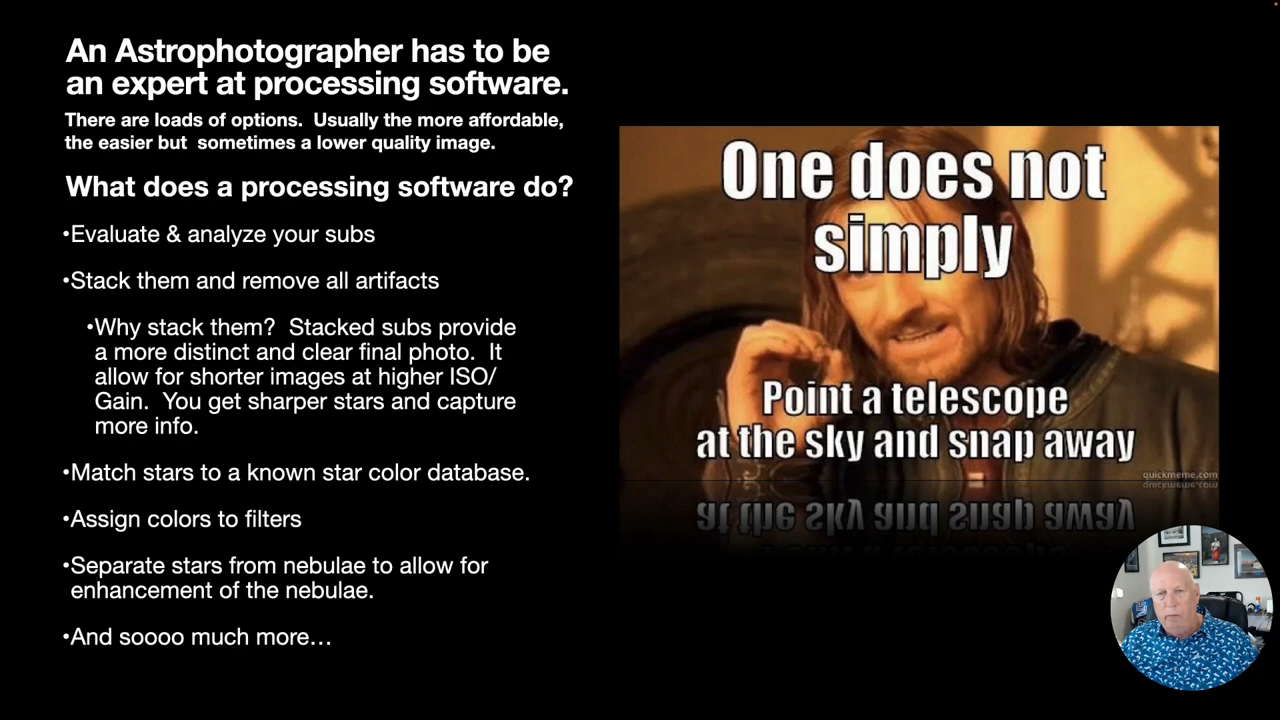 An Astrophotographer has to be
an expert at processing software.
There are loads of options.  Usually the more affordable,
the easier but  sometimes a lower quality image.
What does a processing software do?
•Evaluate & analyze your subs
•Stack them and remove all artifacts
•Why stack them?  Stacked subs provide
a more distinct and clear final photo.  It
allow for shorter images at higher ISO/
Gain.  You get sharper stars and capture
more info.
•Match stars to a known star color database.
•Assign colors to filters
•Separate stars from nebulae to allow for
enhancement of the nebulae.
•And soooo much more…
One does not
simply
Point a telescope
at the sky and snap away
quickmeme.com